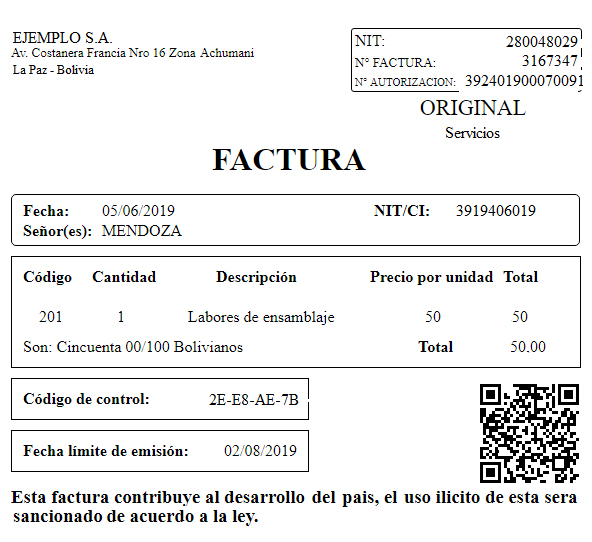 EJEMPLO S.A.
Av. Costanera Francia Nro 16 Zona Achumani
La Paz - Bolivia
NIT: 280048029
Nº FACTURA: 3167347
Nº AUTORIZACION: 392401900070091
ORIGINAL
Servicios
FACTURA
Fecha: 05/06/2019 NIT/CI: 3919406019
Señor(es): MENDOZA
Código Cantidad Descripción Precio por unidad Total
201 1 Labores de ensamblaje 50 50
Son: Cincuenta 00/100 Bolivianos Total 50.00
Código de control: 2E-E8-AE-7B
Fecha límite de emisión: 02/08/2019
Esta factura contribuye al desarrollo del pais, el uso ilicito de esta sera
sancionado de acuerdo a la ley.